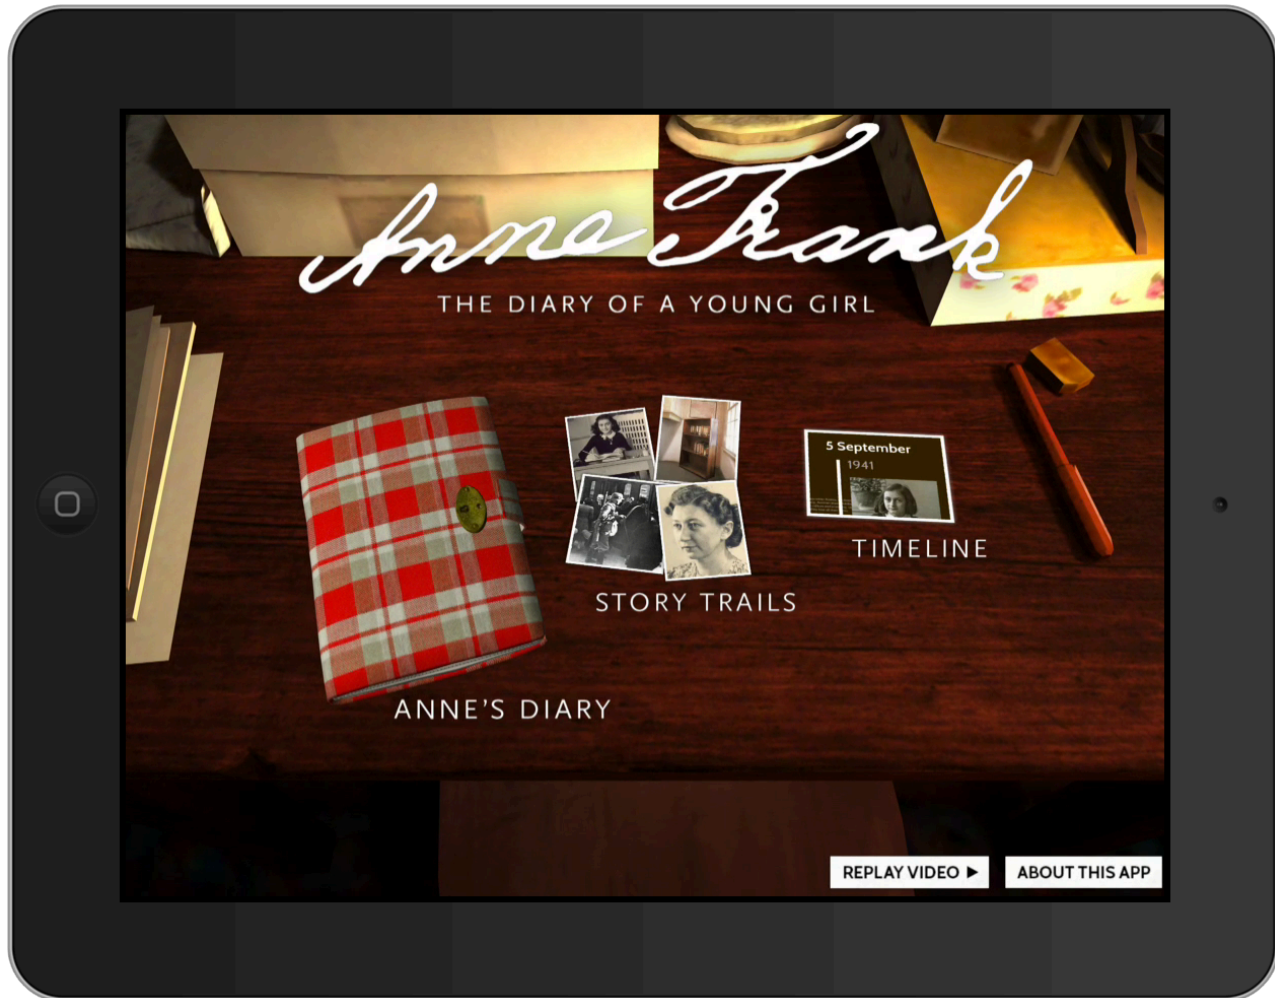 Anne Frank
THE DIARY OF A YOUNG GIRL
5 September
1941
TIMELINE
STORY TRAILS
ANNE'S DIARY
REPLAY VIDEO
ABOUT THIS APP